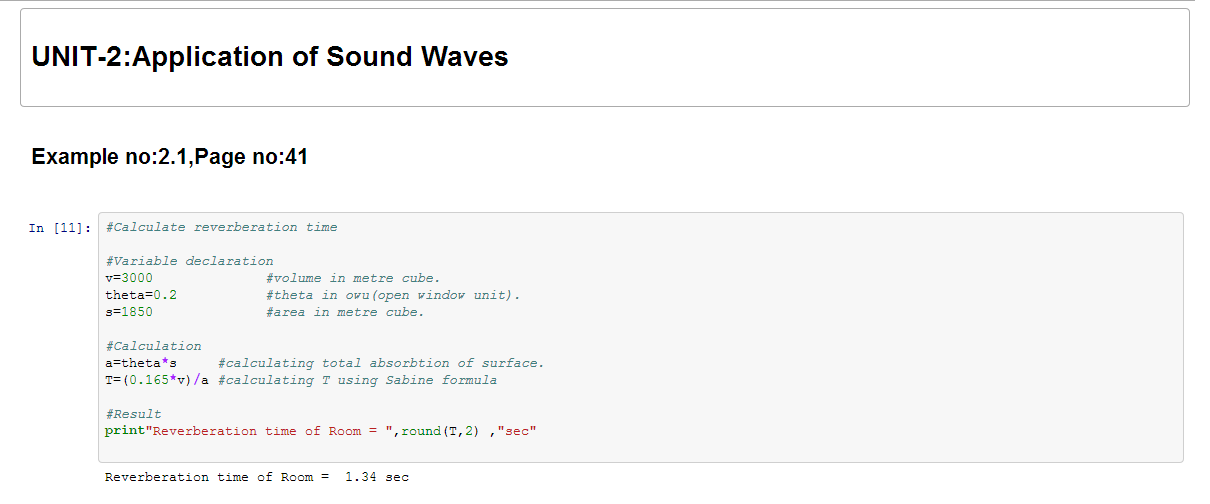 UNIT-2:Application of Sound Waves
Example no:2.1,Page no:41
In [11]: #Calculate reverberation time
#Variable declaration
v=3000 #volume in metre cube.
theta=0.2 #theta in owu(open window unit).
s=1850 #area in metre cube.
#Calculation
a=theta*s #calculating total absorbtion of surface.
T=(0.165*v)/a #calculating T using Sabine formula
#Result
print"Reverberation time of Room = ",round(T,2) ,"sec"
Reverberation time of Room =  1.34 sec